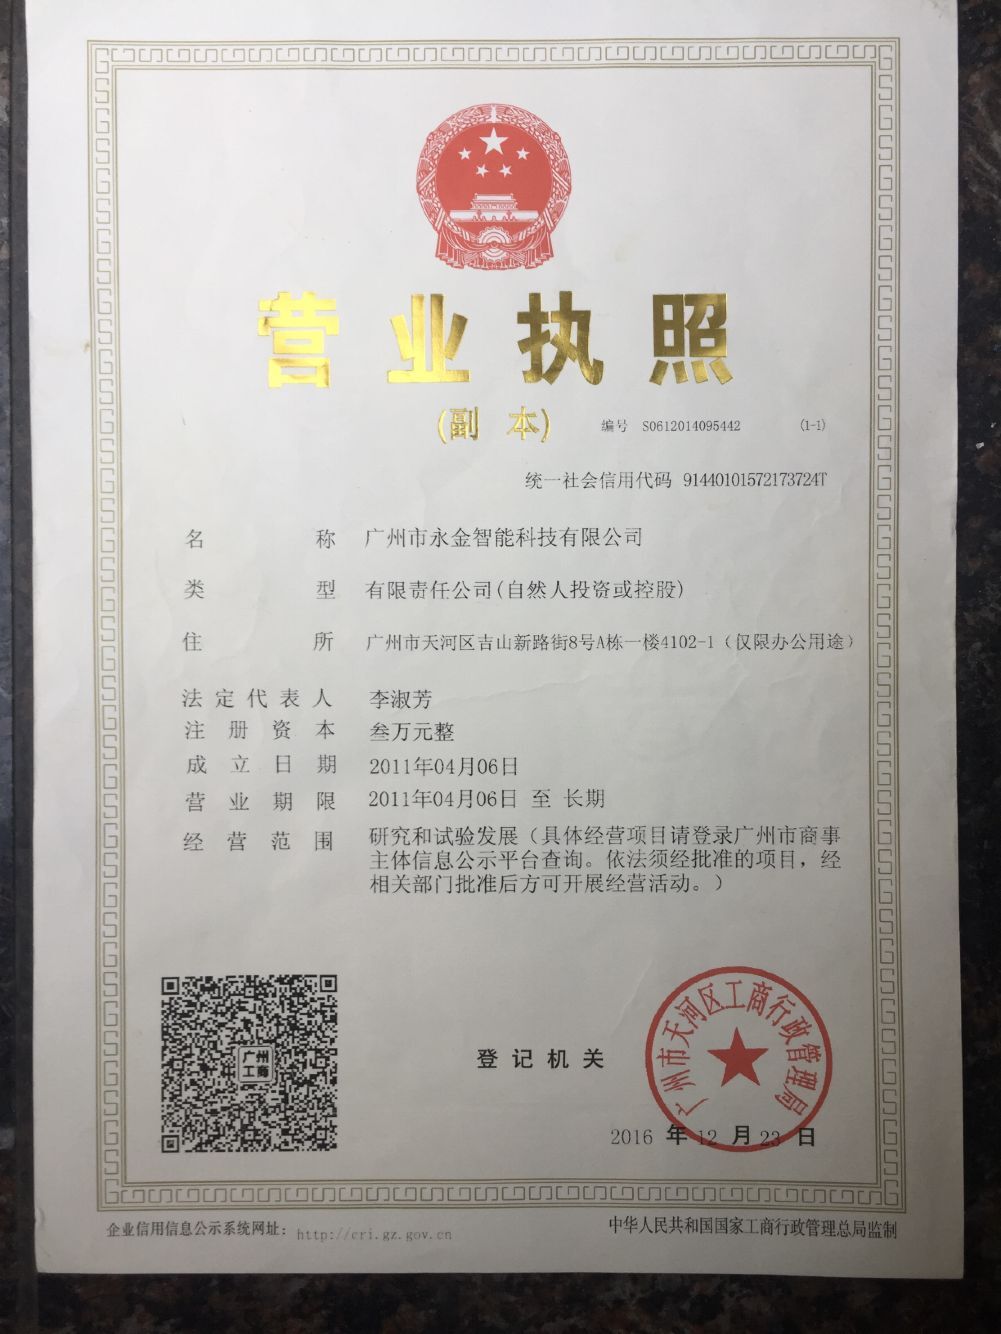 营业执照
(副 本)
编号 S0612014095442 (1-1)
统一社会信用代码 91440101572173724T
名称 广州市永金智能科技有限公司
类型 有限责任公司(自然人投资或控股)
住所 广州市天河区吉山新路街8号A栋一楼4102-1（仅限办公用途）
法定代表人 李淑芳
注册资本 叁万元整
成立日期 2011年04月06日
营业期限 2011年04月06日 至 长期
经营范围 研究和试验发展（具体经营项目请登录广州市商事
主体信息公示平台查询。依法须经批准的项目，经
相关部门批准后方可开展经营活动。）
广州
工商
登记机关
广州市天河区工商行政管理局
2016 年 12 月 23 日
企业信用信息公示系统网址： http://cri.gz.gov.cn
中华人民共和国国家工商行政管理总局监制